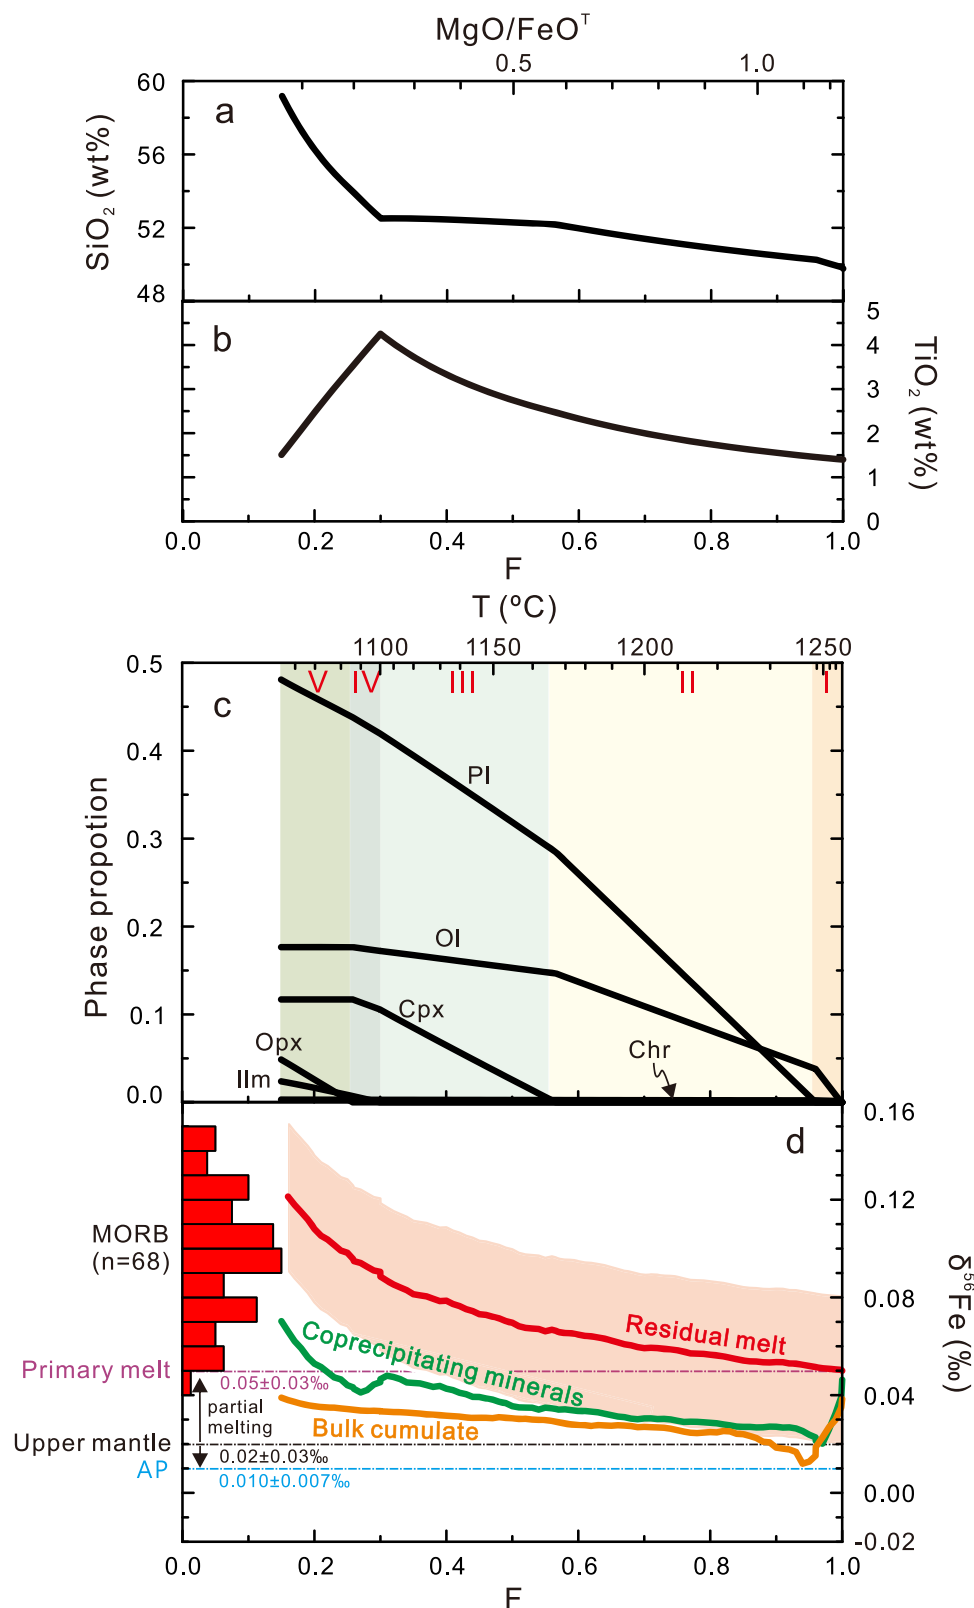 MgO/FeOᵀ
0.5 1.0
60
56
52
48
SiO₂ (wt%)
a
b
5
4
3
2
1
0
TiO₂ (wt%)
0.0 0.2 0.4 0.6 0.8 1.0
F
T (ºC)
1100 1150 1200 1250
0.5
0.4
0.3
0.2
0.1
0.0
Phase propotion
c
V IV III II I
Pl
Ol
Cpx
Opx
Ilm
Chr
d
0.16
0.12
0.08
0.04
0.00
-0.02
δ⁵⁶Fe (‰)
MORB
(n=68)
Residual melt
Coprecipitating minerals
Bulk cumulate
Primary melt
0.05±0.03‰
partial
melting
Upper mantle
0.02±0.03‰
AP
0.010±0.007‰
0.0 0.2 0.4 0.6 0.8 1.0
F